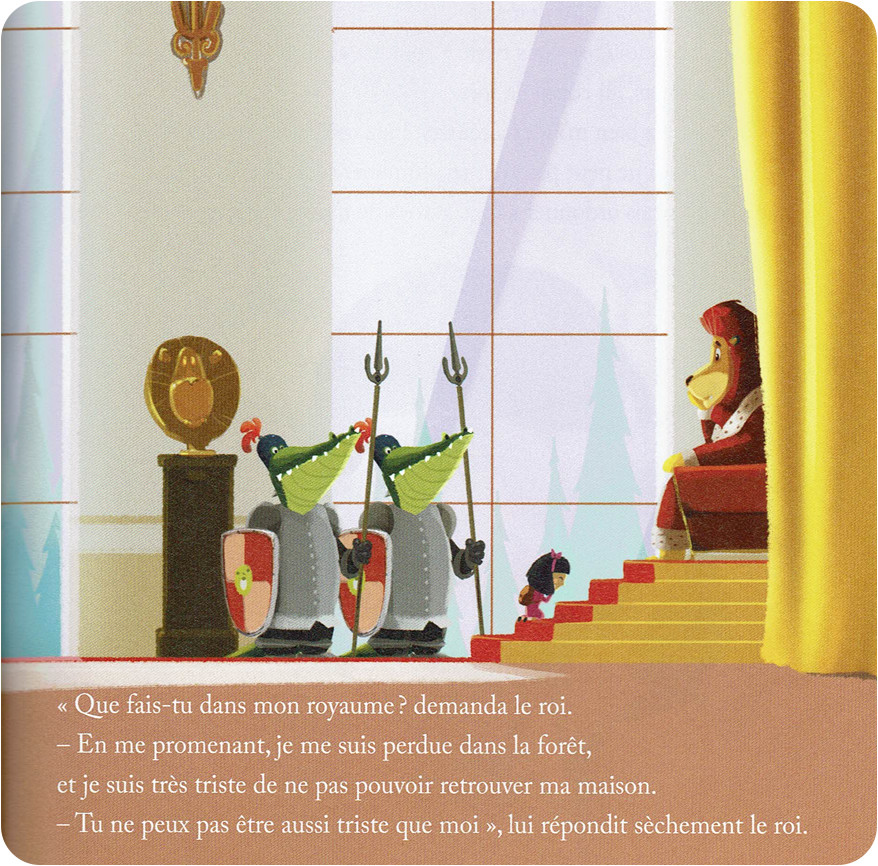 « Que fais-tu dans mon royaume ? demanda le roi.
– En me promenant, je me suis perdue dans la forêt,
et je suis très triste de ne pas pouvoir retrouver ma maison.
– Tu ne peux pas être aussi triste que moi », lui répondit sèchement le roi.